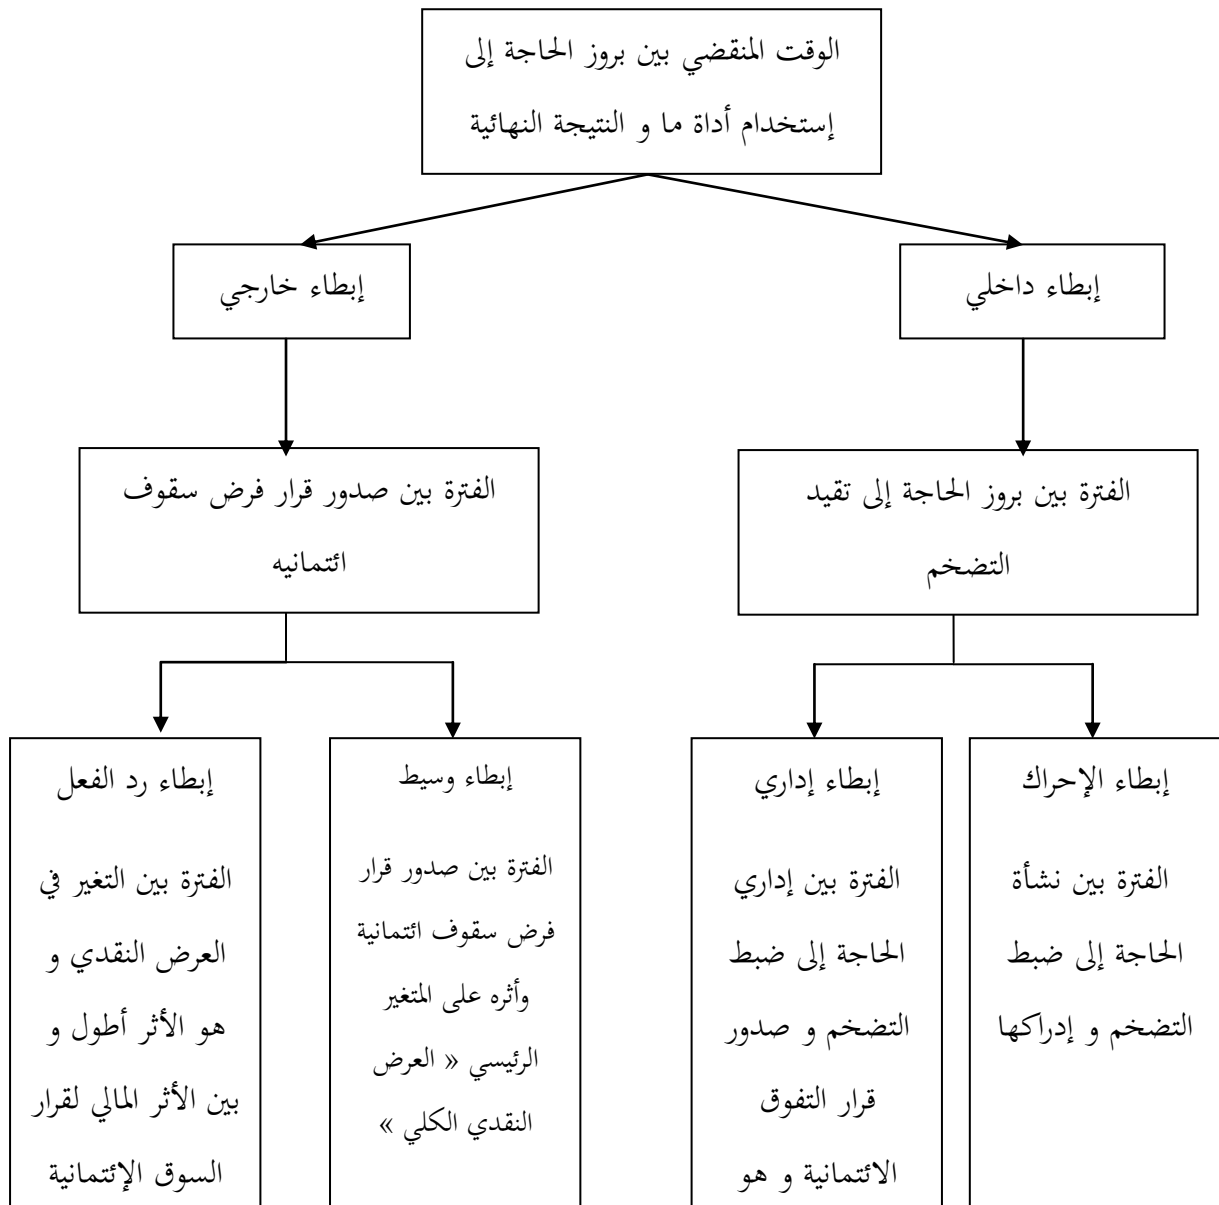 الوقت المنقضي بين بروز الحاجة إلى
إستخدام أداة ما و النتيجة النهائية
إبطاء داخلي
إبطاء خارجي
الفترة بين بروز الحاجة إلى تقيد
التضخم
الفترة بين صدور قرار فرض سقوف
ائتمانيه
إبطاء الإحراك
الفترة بين نشأة
الحاجة إلى ضبط
التضخم و إدراكها
إبطاء إداري
الفترة بين إداري
الحاجة إلى ضبط
التضخم و صدور
قرار التفوق
الائتمانية و هو
إبطاء وسيط
الفترة بين صدور قرار
فرض سقوف ائتمانية
وأثره على المتغير
الرئيسي « العرض
النقدي الكلي »
إبطاء رد الفعل
الفترة بين التغير في
العرض النقدي و
هو الأثر أطول و
بين الأثر المالي لقرار
السوق الإئتمانية